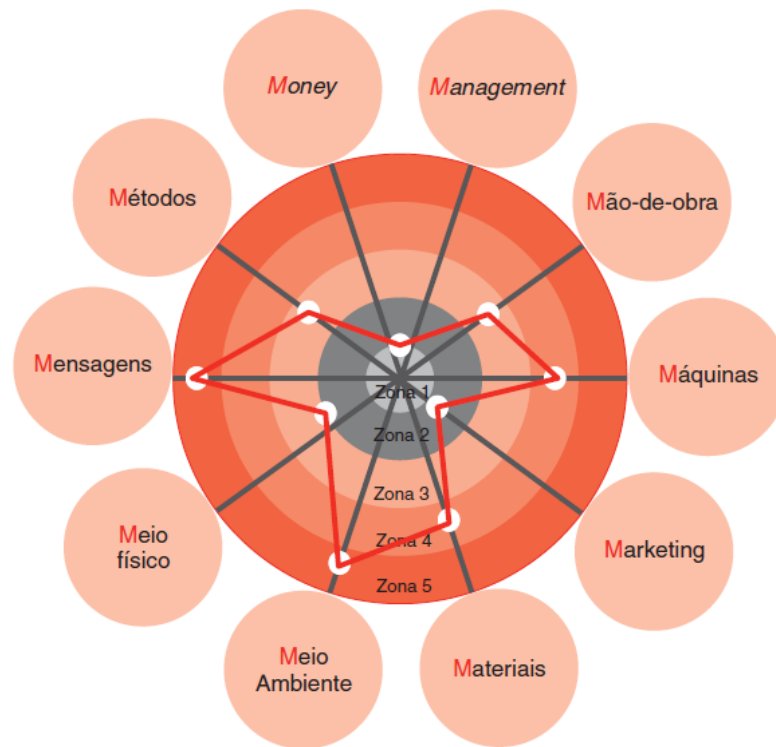 Money
Management
Métodos
Mão-de-obra
Mensagens
Máquinas
Zona 1
Zona 2
Zona 3
Zona 4
Zona 5
Meio
físico
Marketing
Meio
Ambiente
Materiais